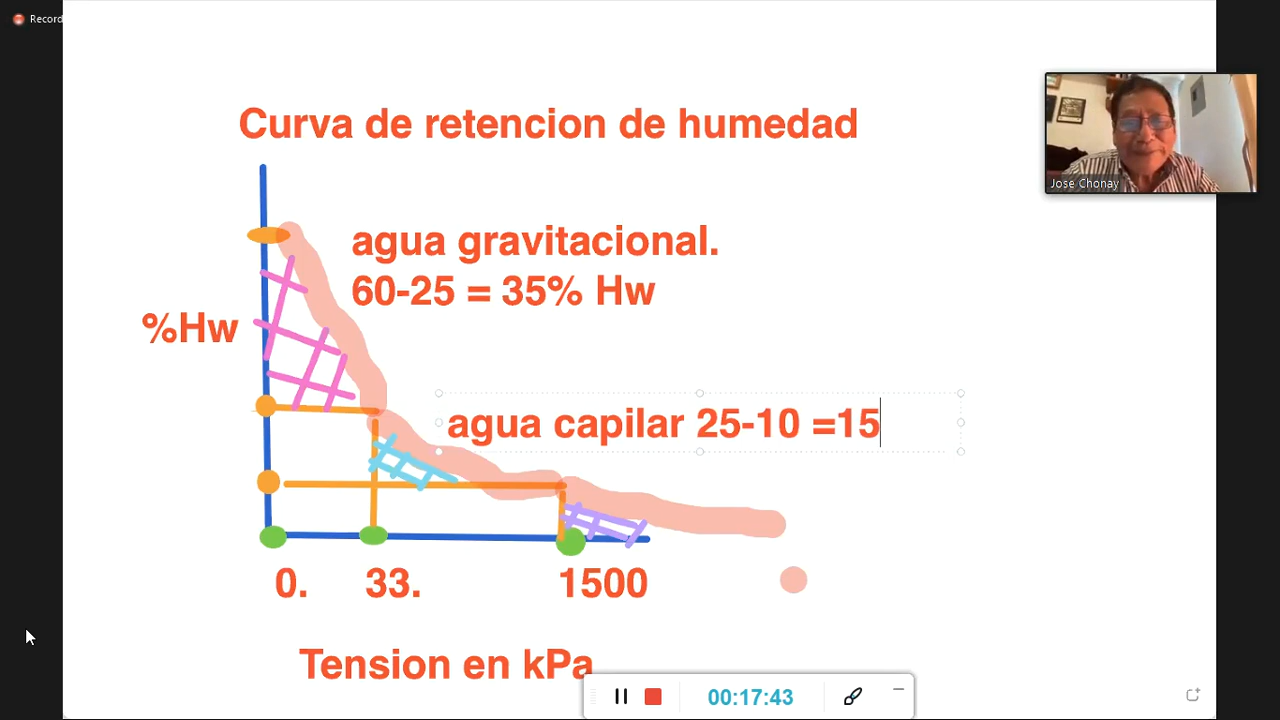 Record
Curva de retencion de humedad
Jose Chonay
agua gravitacional.
60-25 = 35% Hw
%Hw
agua capilar 25-10 =15
0. 33. 1500
Tension en kPa
00:17:43